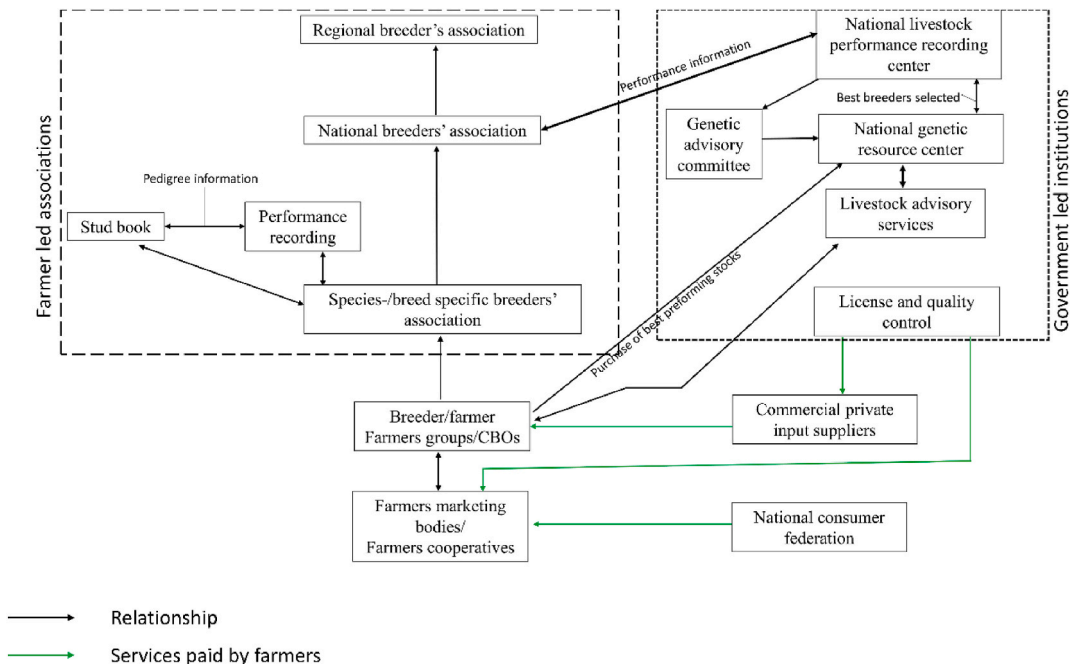 Farmer led associations
Regional breeder's association
National breeders' association
Pedigree information
Stud book
Performance
recording
Species-/breed specific breeders'
association
Performance information
National livestock
performance recording
center
Best breeders selected
Genetic
advisory
committee
National genetic
resource center
Livestock advisory
services
License and quality
control
Government led institutions
Purchase of best preforming stocks
Breeder/farmer
Farmers groups/CBOs
Commercial private
input suppliers
Farmers marketing
bodies/
Farmers cooperatives
National consumer
federation
Relationship
Services paid by farmers